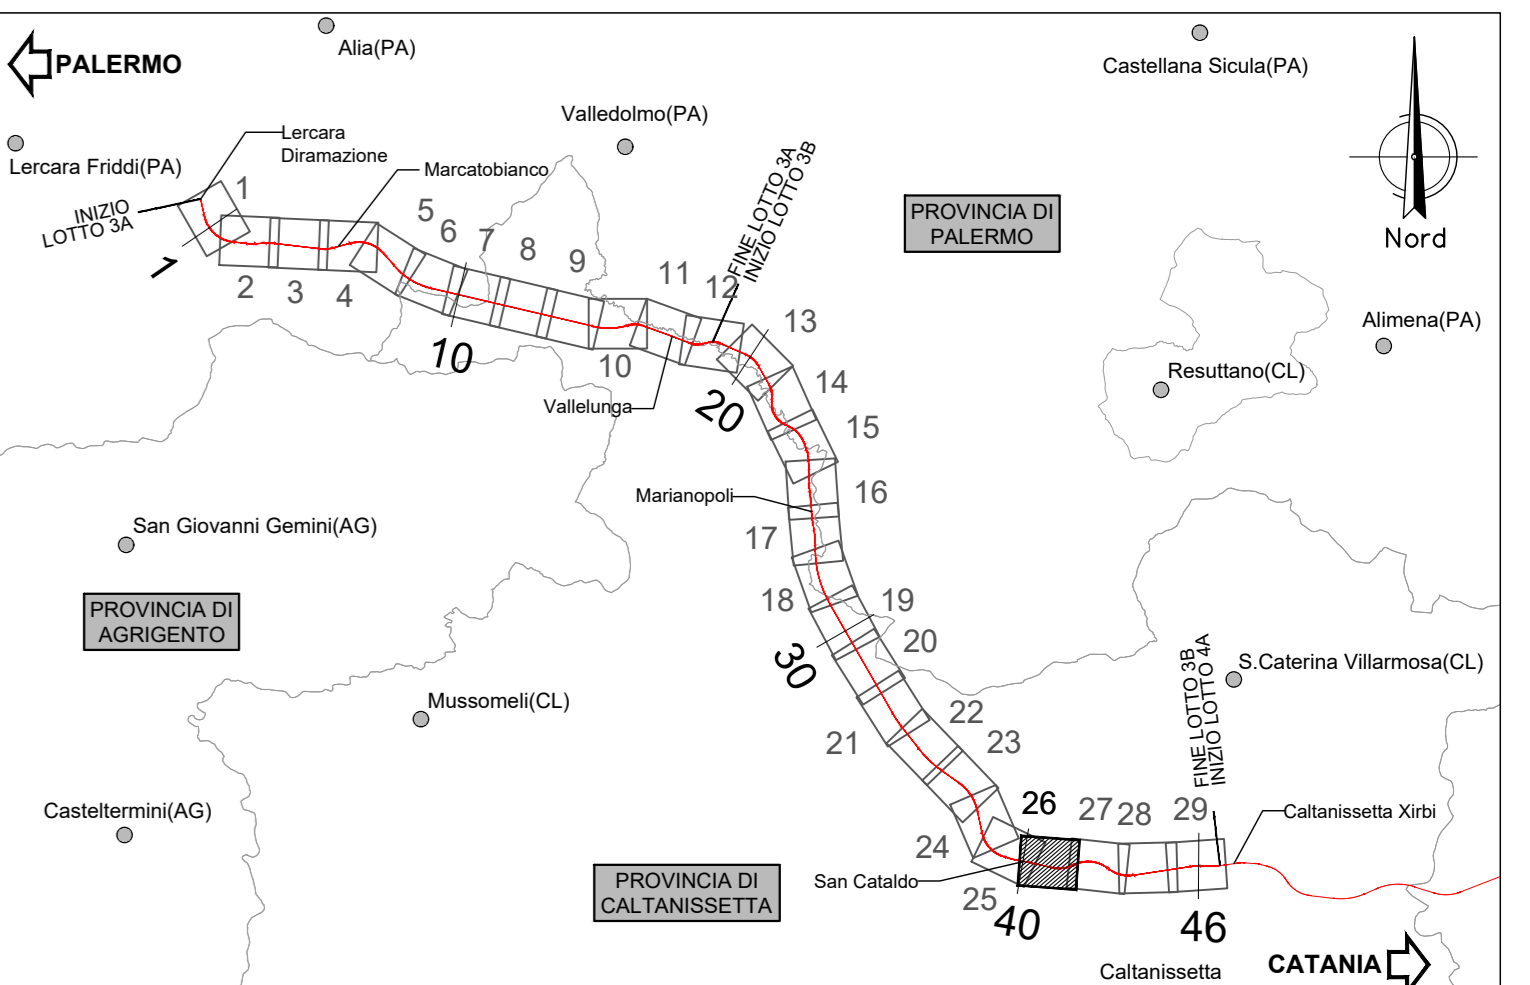 Alia(PA)
Castellana Sicula(PA)
PALERMO
Valledolmo(PA)
Lercara
Diramazione
Lercara Friddi(PA)
Marcatobianco
INIZIO
LOTTO 3A
FINE LOTTO 3A
INIZIO LOTTO 3B
PROVINCIA DI
PALERMO
Nord
1
1
2
3
4
5
6
7
8
9
10
10
11
12
13
Alimena(PA)
Resuttano(CL)
Vallelunga
20
14
15
Marianopoli
16
17
San Giovanni Gemini(AG)
PROVINCIA DI
AGRIGENTO
18
19
20
30
S.Caterina Villarmosa(CL)
FINE LOTTO 3B
INIZIO LOTTO 4A
Mussomeli(CL)
21
22
23
Casteltermini(AG)
26
27
28
29
Caltanissetta Xirbi
24
San Cataldo
25
PROVINCIA DI
CALTANISSETTA
40
46
Caltanissetta
CATANIA